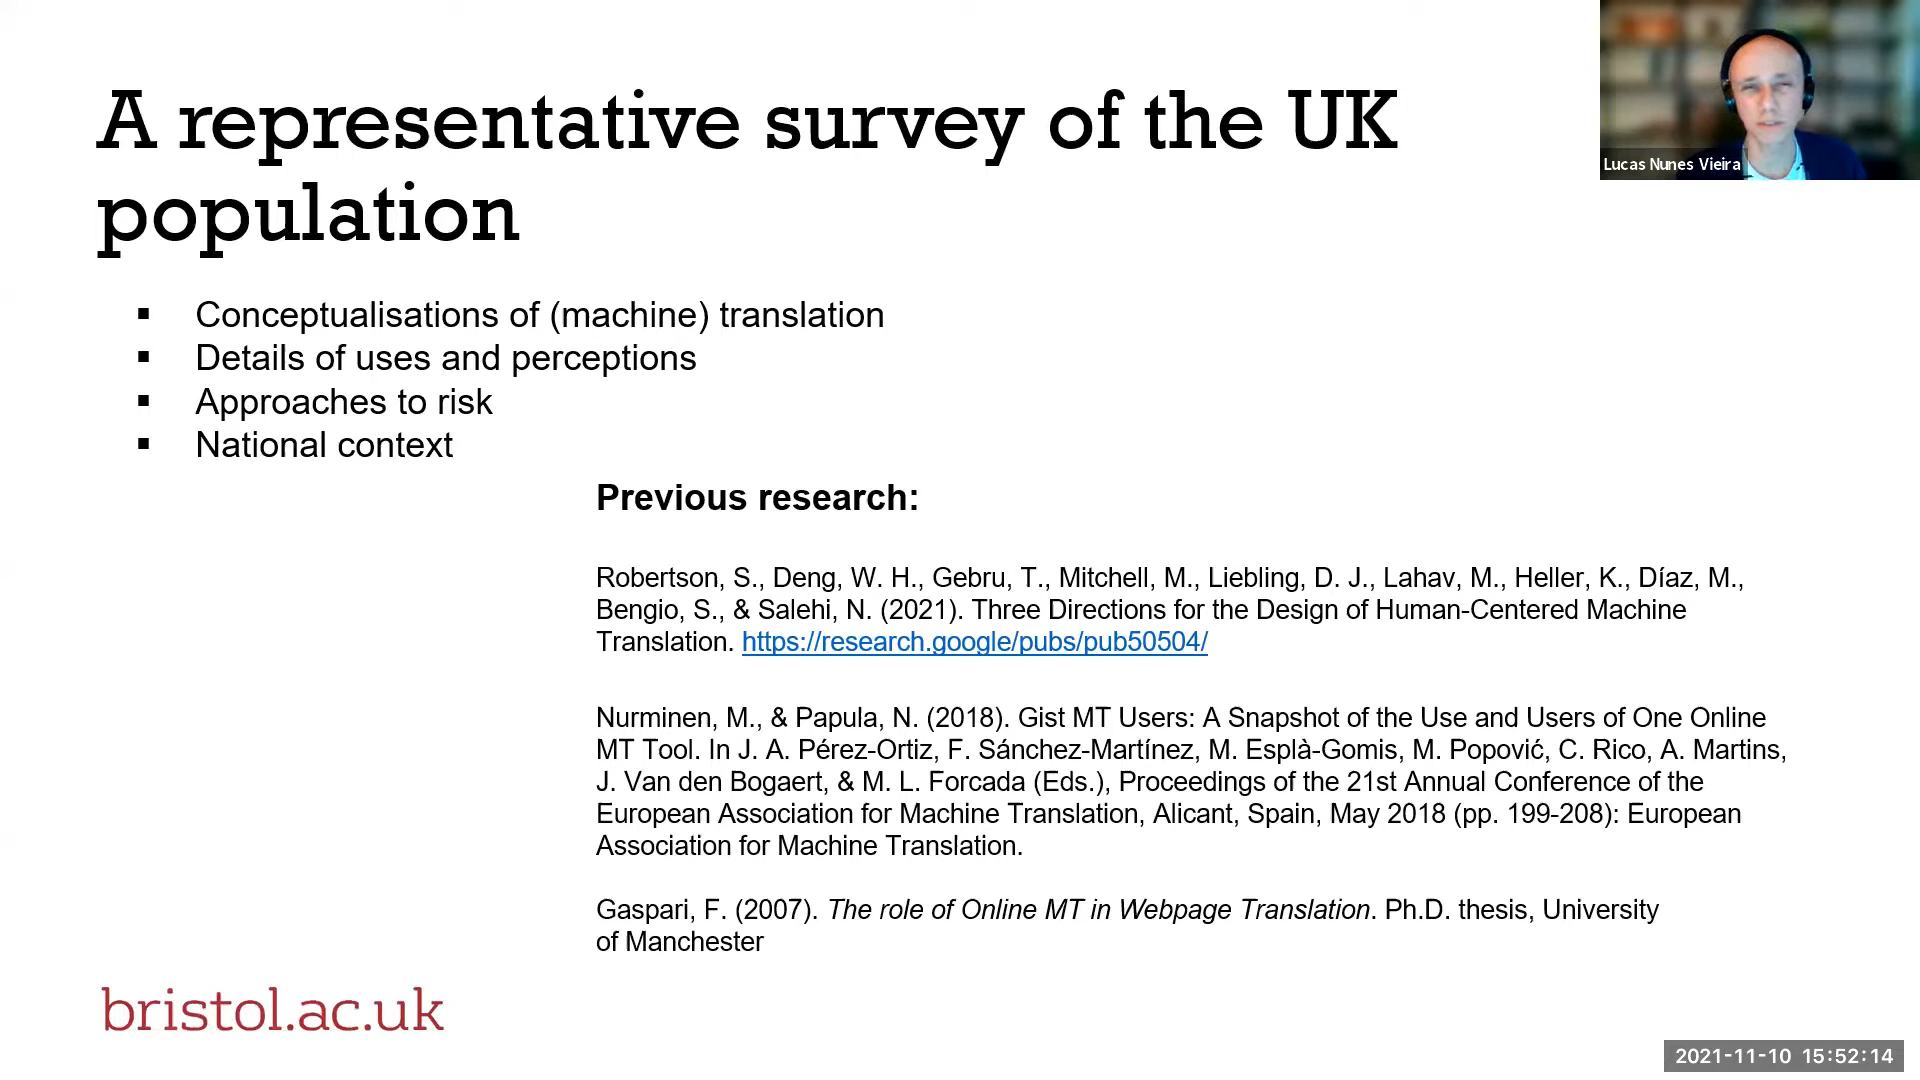 A representative survey of the UK
population
Lucas Nunes Vieira
▪ Conceptualisations of (machine) translation
▪ Details of uses and perceptions
▪ Approaches to risk
▪ National context
Previous research:
Robertson, S., Deng, W. H., Gebru, T., Mitchell, M., Liebling, D. J., Lahav, M., Heller, K., Díaz, M.,
Bengio, S., & Salehi, N. (2021). Three Directions for the Design of Human-Centered Machine
Translation. https://research.google/pubs/pub50504/
Nurminen, M., & Papula, N. (2018). Gist MT Users: A Snapshot of the Use and Users of One Online
MT Tool. In J. A. Pérez-Ortiz, F. Sánchez-Martínez, M. Esplà-Gomis, M. Popović, C. Rico, A. Martins,
J. Van den Bogaert, & M. L. Forcada (Eds.), Proceedings of the 21st Annual Conference of the
European Association for Machine Translation, Alicant, Spain, May 2018 (pp. 199-208): European
Association for Machine Translation.
Gaspari, F. (2007). The role of Online MT in Webpage Translation. Ph.D. thesis, University
of Manchester
bristol.ac.uk
2021-11-10 15:52:14